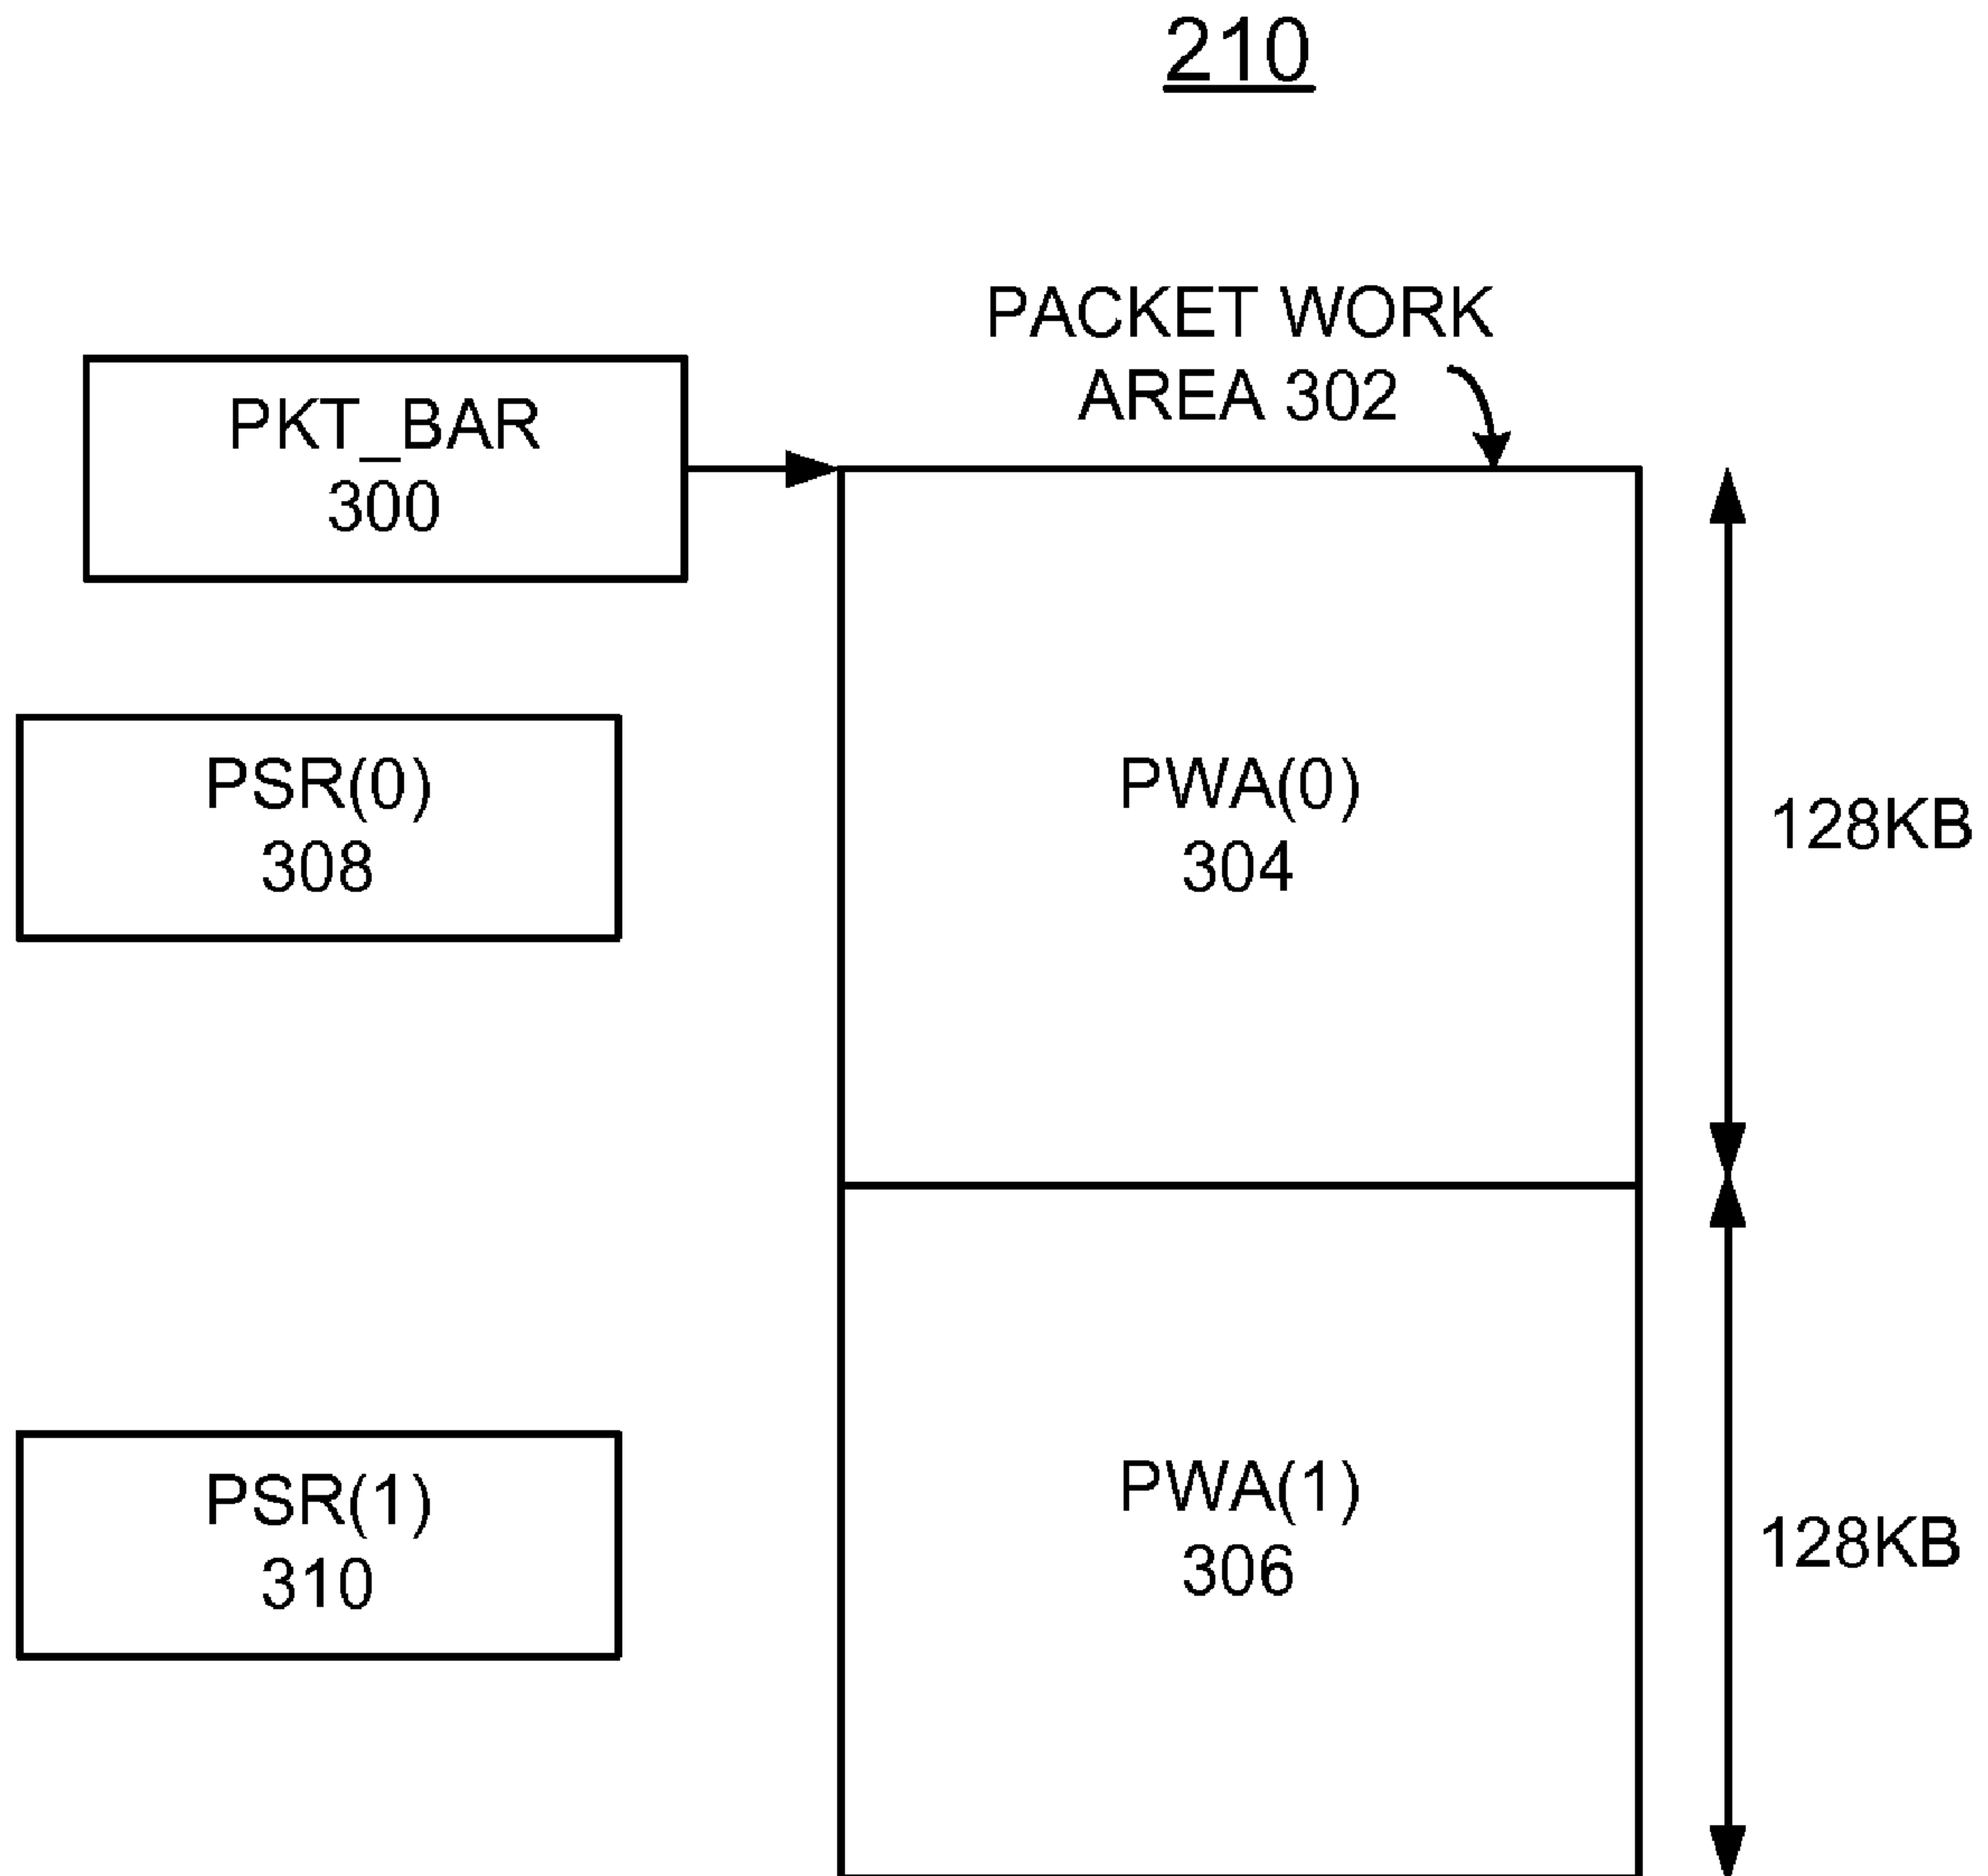 210
PACKET WORK
AREA 302
PKT_BAR
300
PSR(0)
308
PWA(0)
304
128KB
PSR(1)
310
PWA(1)
306
128KB